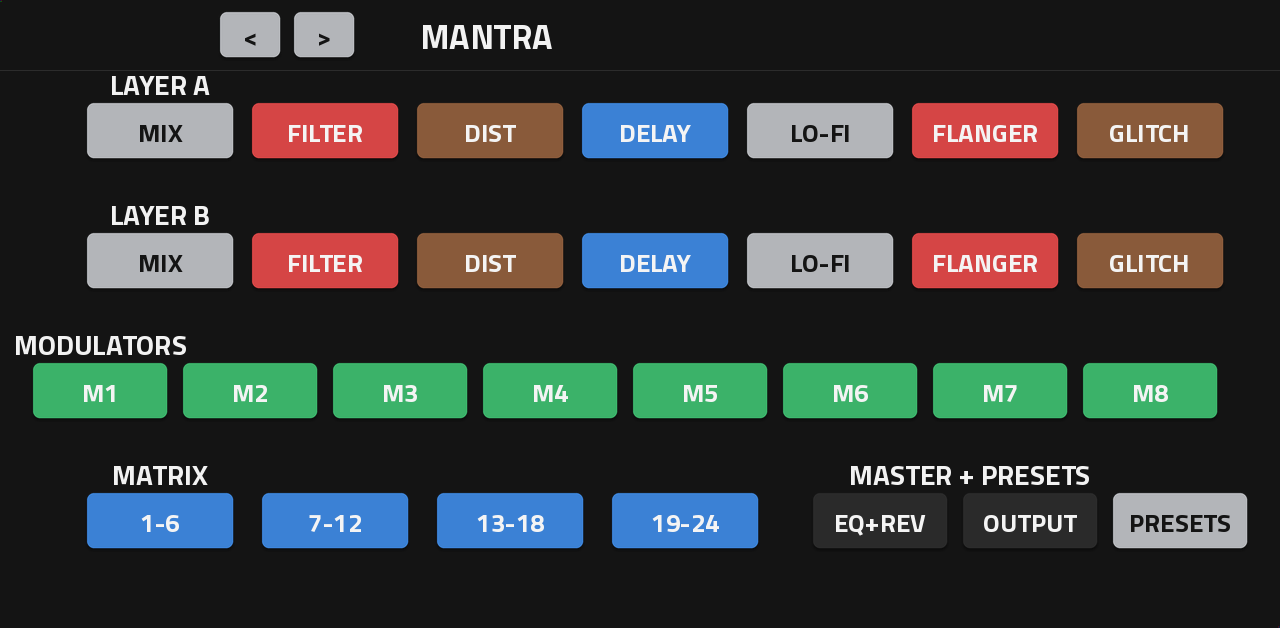 < > MANTRA
LAYER A
MIX FILTER DIST DELAY LO-FI FLANGER GLITCH
LAYER B
MIX FILTER DIST DELAY LO-FI FLANGER GLITCH
MODULATORS
M1 M2 M3 M4 M5 M6 M7 M8
MATRIX MASTER + PRESETS
1-6 7-12 13-18 19-24 EQ+REV OUTPUT PRESETS